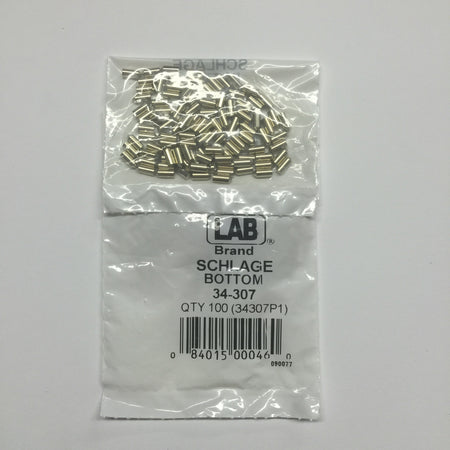 SCHLAGE
LAB®
Brand
SCHLAGE
BOTTOM
34-307
QTY 100 (34307P1)
0 84015 00046 0
090077